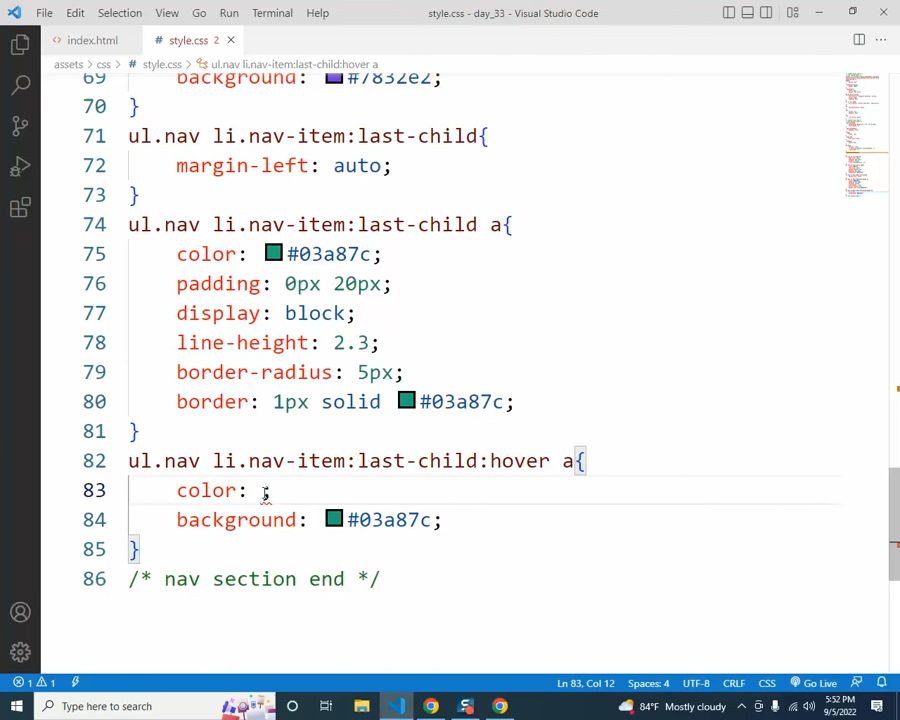 File Edit Selection View Go Run Terminal Help style.css - day_33 - Visual Studio Code
index.html style.css 2
assets > css > style.css > ul.nav li.nav-item:last-child:hover a
69 background: #7832e2;
70 }
71 ul.nav li.nav-item:last-child{
72 margin-left: auto;
73 }
74 ul.nav li.nav-item:last-child a{
75 color: #03a87c;
76 padding: 0px 20px;
77 display: block;
78 line-height: 2.3;
79 border-radius: 5px;
80 border: 1px solid #03a87c;
81 }
82 ul.nav li.nav-item:last-child:hover a{
83 color: ;
84 background: #03a87c;
85 }
86 /* nav section end */
1 1 Ln 83, Col 12 Spaces: 4 UTF-8 CRLF CSS Go Live
Type here to search 84°F Mostly cloudy 5:52 PM
9/5/2022